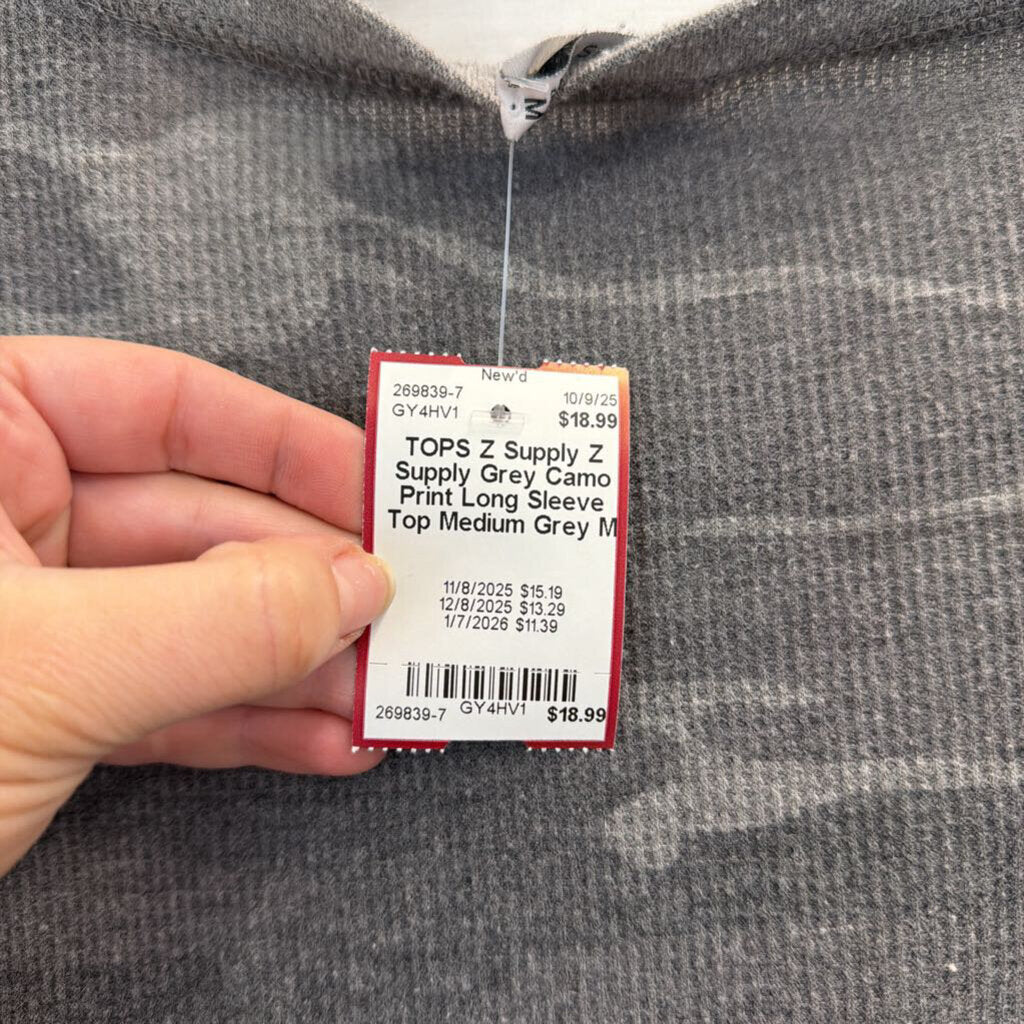 M
New'd
269839-7 10/9/25
GY4HV1 $18.99
TOPS Z Supply Z
Supply Grey Camo
Print Long Sleeve
Top Medium Grey M
11/8/2025 $15.19
12/8/2025 $13.29
1/7/2026 $11.39
269839-7 GY4HV1 $18.99